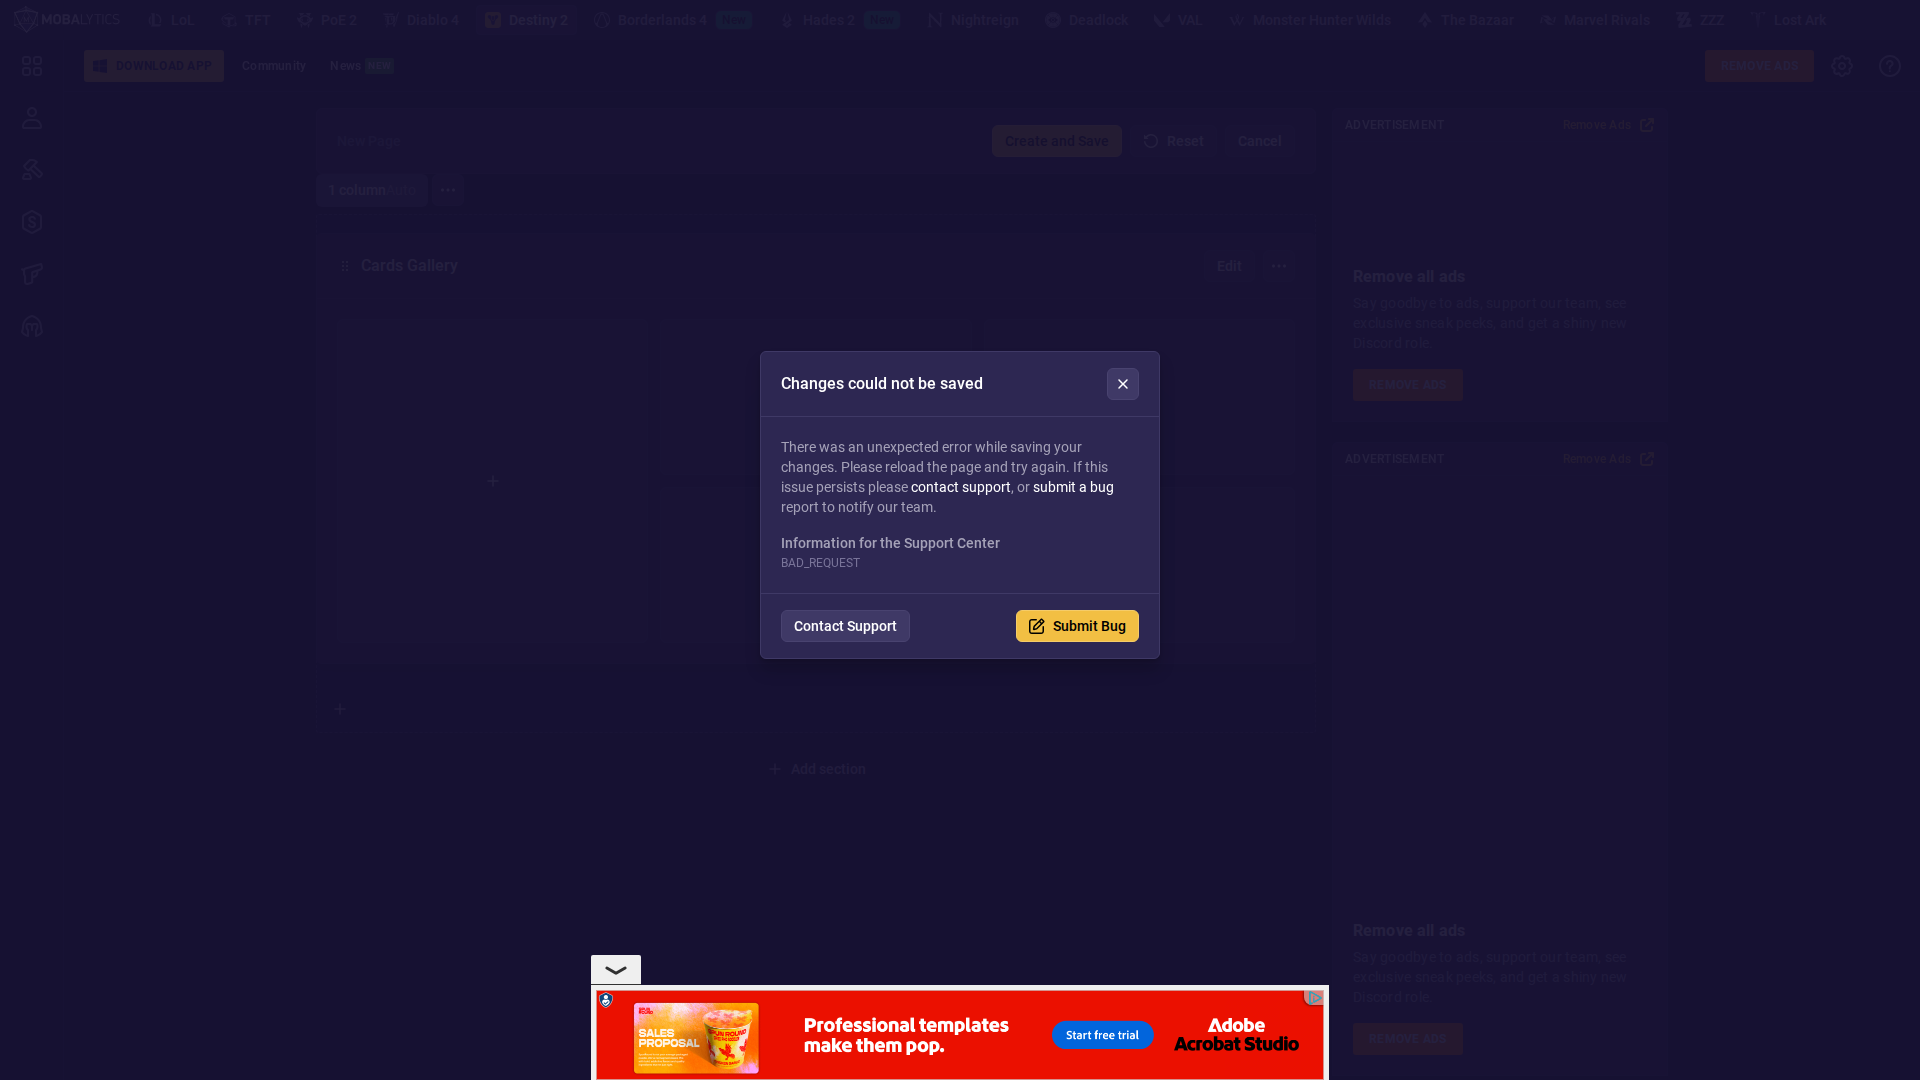 MOBALYTICS
LoL
TFT
PoE 2
Diablo 4
Destiny 2
Borderlands 4 New
Hades 2 New
Nightreign
Deadlock
VAL
Monster Hunter Wilds
The Bazaar
Marvel Rivals
ZZZ
Lost Ark
DOWNLOAD APP
Community
News NEW
REMOVE ADS
New Page
Create and Save
Reset
Cancel
ADVERTISEMENT
Remove Ads
1 column Auto
Cards Gallery
Edit
Remove all ads
Say goodbye to ads, support our team, see
exclusive sneak peeks, and get a shiny new
Discord role.
REMOVE ADS
Changes could not be saved
There was an unexpected error while saving your
changes. Please reload the page and try again. If this
issue persists please contact support, or submit a bug
report to notify our team.
Information for the Support Center
BAD_REQUEST
Contact Support
Submit Bug
ADVERTISEMENT
Remove Ads
Add section
Remove all ads
Say goodbye to ads, support our team, see
exclusive sneak peeks, and get a shiny new
Discord role.
REMOVE ADS
SALES
PROPOSAL
Professional templates
make them pop.
Start free trial
Adobe
Acrobat Studio